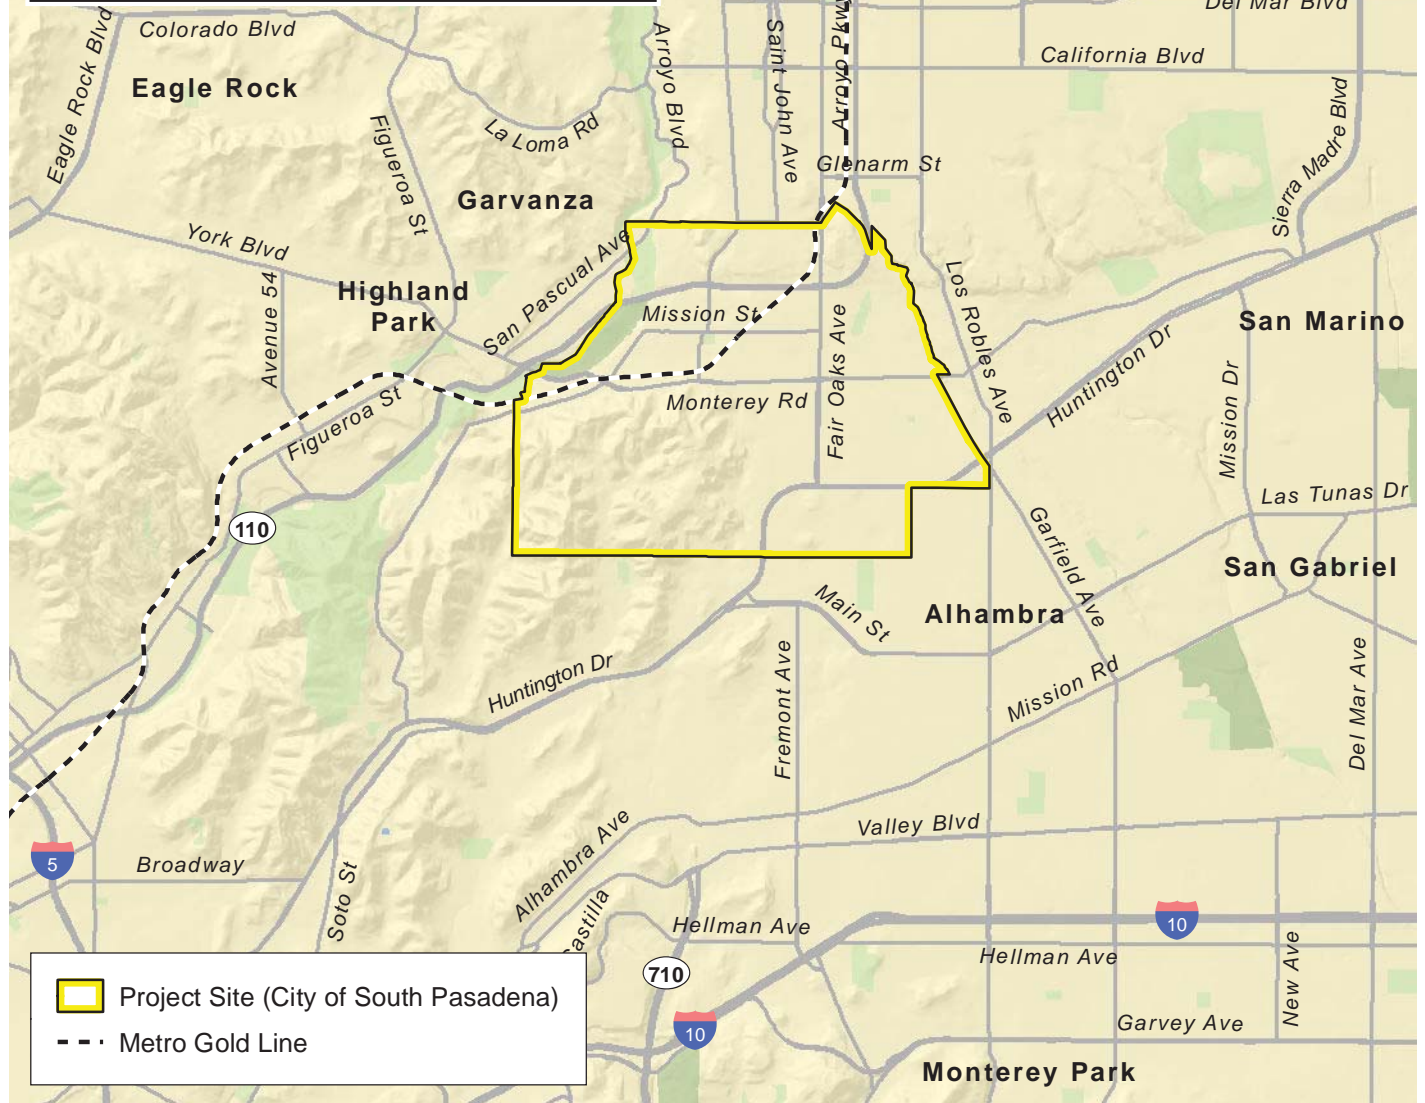 Del Mar Blvd
Colorado Blvd
California Blvd
Eagle Rock Blvd
Eagle Rock
Arroyo Blvd
Saint John Ave
Arroyo Pkwy
La Loma Rd
Figueroa St
Glenarm St
Sierra Madre Blvd
Garvanza
York Blvd
San Pascual Ave
Avenue 54
Highland
Park
Mission St
Los Robles Ave
San Marino
Fair Oaks Ave
Huntington Dr
Mission Dr
Monterey Rd
Figueroa St
Las Tunas Dr
110
Garfield Ave
San Gabriel
Main St
Alhambra
Huntington Dr
Fremont Ave
Mission Rd
Del Mar Ave
Valley Blvd
Alhambra Ave
5
Broadway
Soto St
10
Hellman Ave
Hellman Ave
New Ave
710
10
Garvey Ave
Monterey Park
Project Site (City of South Pasadena)
Metro Gold Line